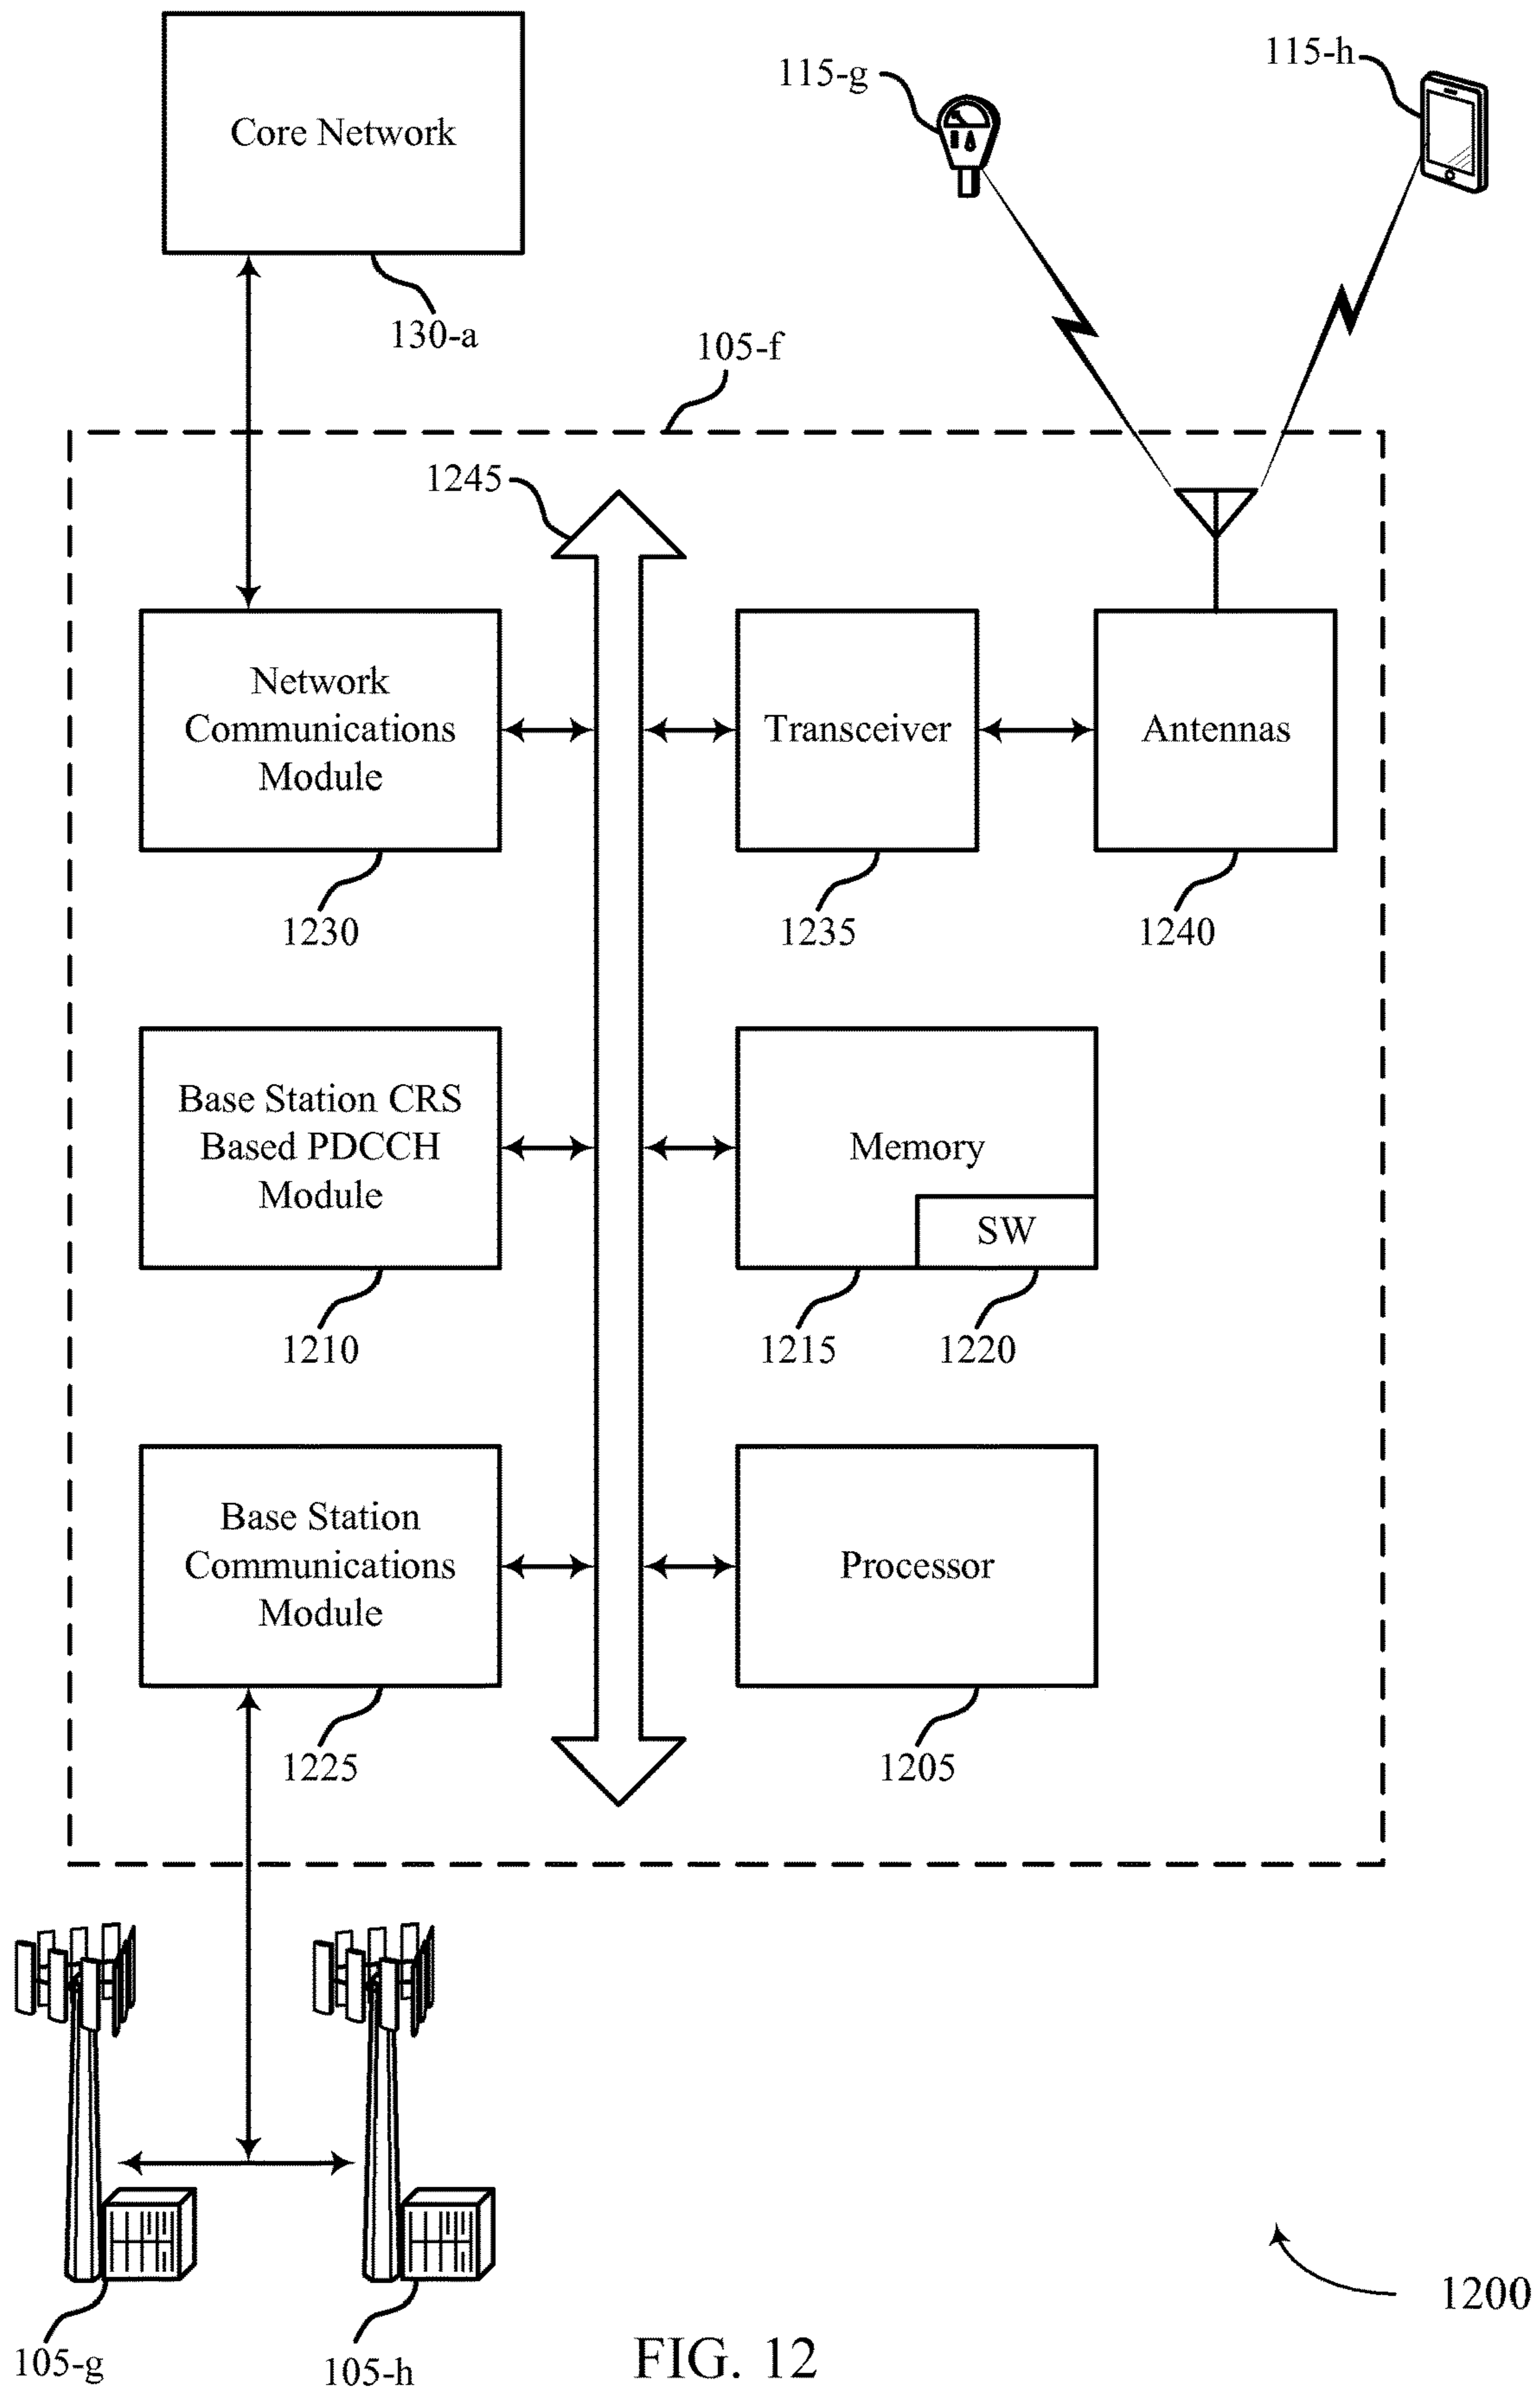 Core Network
130-a
115-g
115-h
105-f
1245
Network
Communications
Module
1230
Transceiver
1235
Antennas
1240
Base Station CRS
Based PDCCH
Module
1210
Memory
SW
1215
1220
Base Station
Communications
Module
1225
Processor
1205
105-g
105-h
1200
FIG. 12